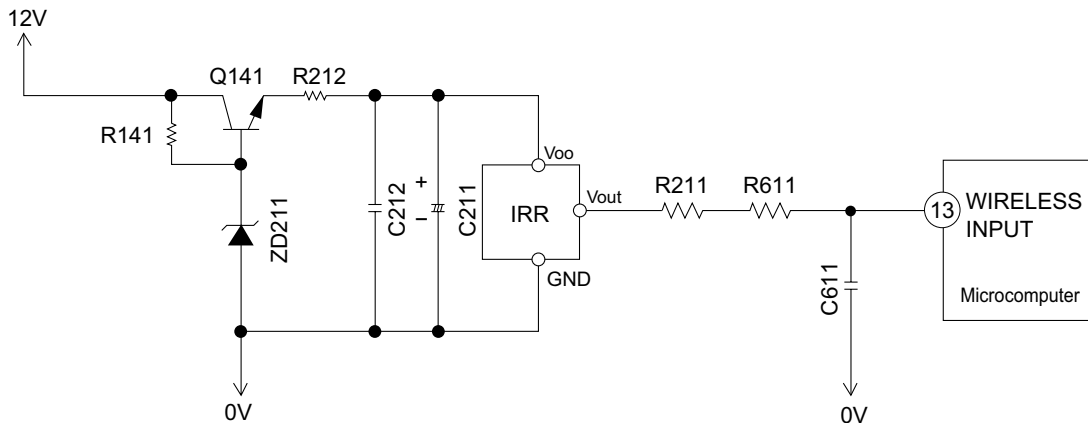 12V
Q141
R212
R141
ZD211
C212
+
−
C211
Voo
IRR
Vout
GND
R211
R611
C611
13
WIRELESS
INPUT
Microcomputer
0V
0V